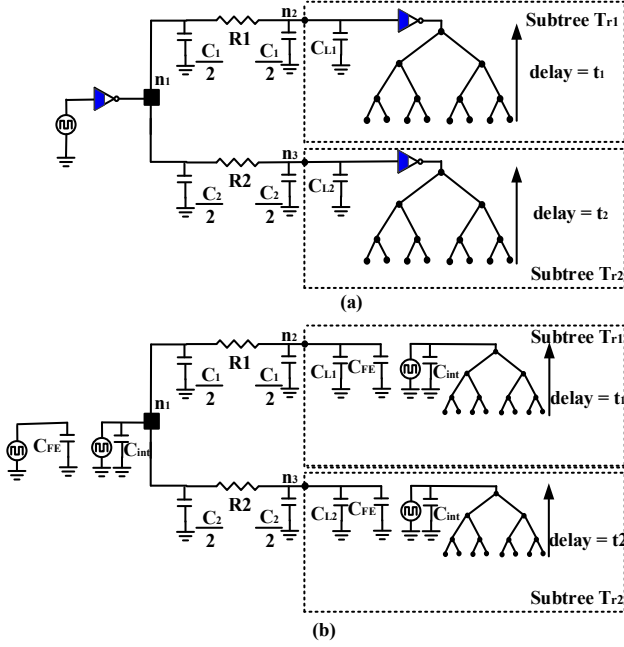 n₂ Subtree Tr1
C₁ R1 C₁ CL1
2 2 delay = t₁
n₁
n₃
C₂ R2 C₂ CL2
2 2 delay = t₂
Subtree Tr2
(a)
n₂ Subtree Tr1
C₁ R1 C₁ CL1 CFE Cint
2 2 delay = t₁
n₁
CFE Cint
n₃
C₂ R2 C₂ CL2 CFE Cint
2 2 delay = t2
Subtree Tr2
(b)